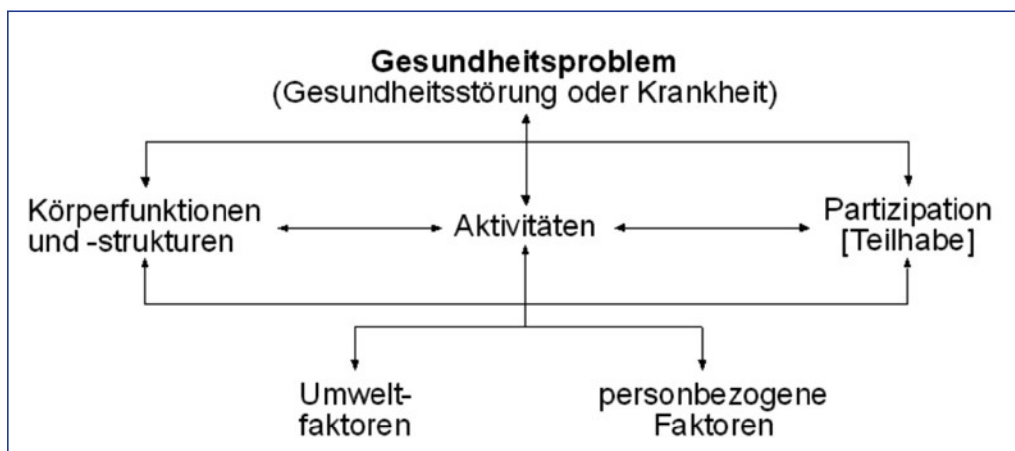 Gesundheitsproblem
(Gesundheitsstörung oder Krankheit)
Körperfunktionen
und -strukturen
Aktivitäten
Partizipation
[Teilhabe]
Umwelt-
faktoren
personbezogene
Faktoren